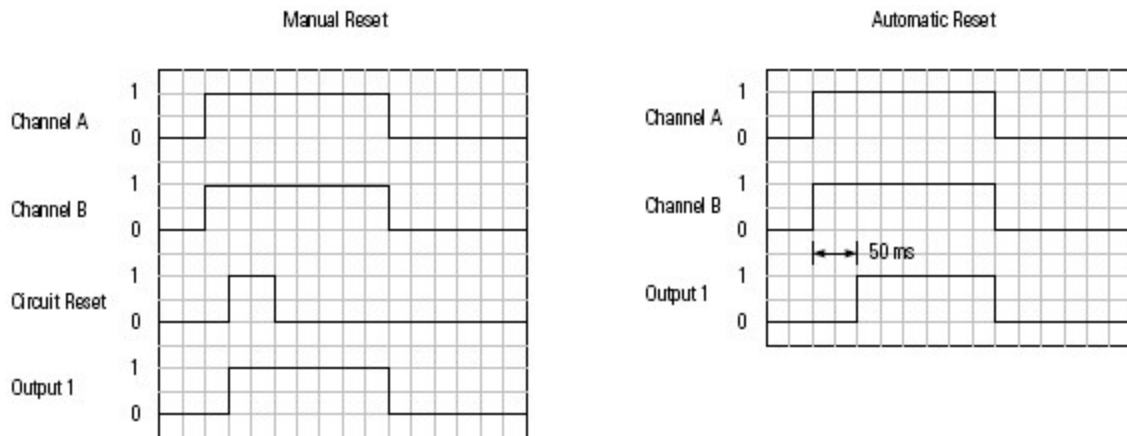 Manual Reset
Channel A
1
0
Channel B
1
0
Circuit Reset
1
0
Output 1
1
0
Automatic Reset
Channel A
1
0
Channel B
1
0
50 ms
Output 1
1
0